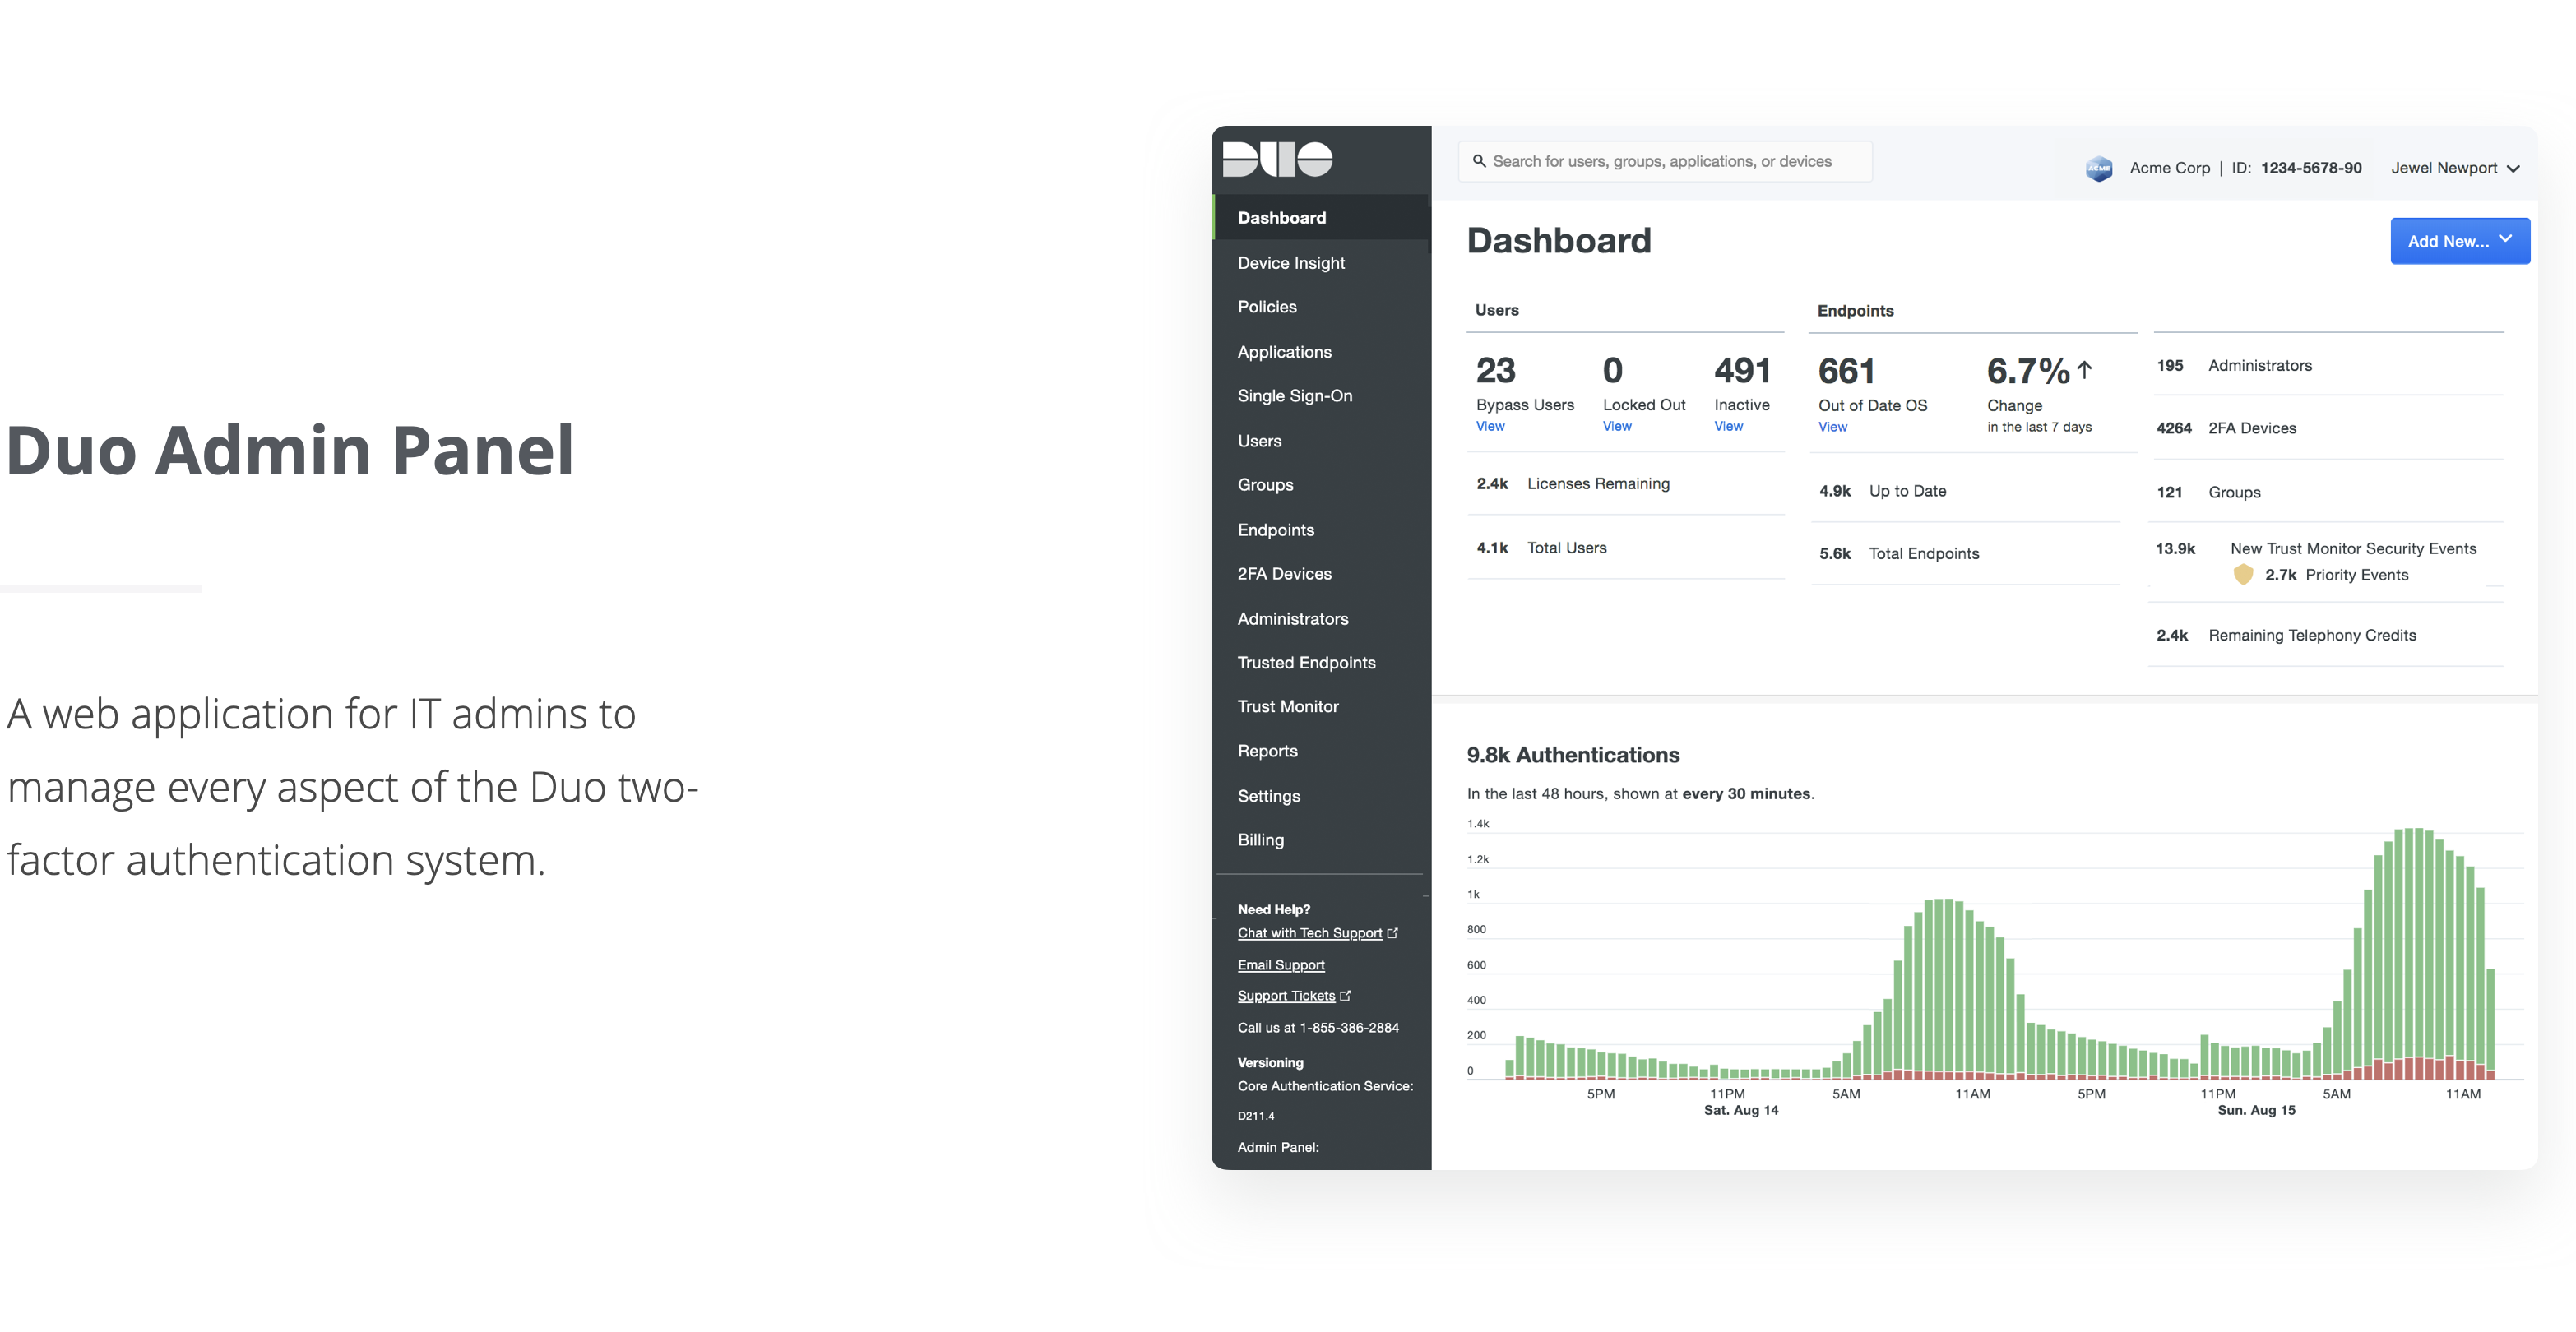 Duo Admin Panel
A web application for IT admins to
manage every aspect of the Duo two-
factor authentication system.
DUO
Dashboard
Device Insight
Policies
Applications
Single Sign-On
Users
Groups
Endpoints
2FA Devices
Administrators
Trusted Endpoints
Trust Monitor
Reports
Settings
Billing
Need Help?
Chat with Tech Support
Email Support
Support Tickets
Call us at 1-855-386-2884
Versioning
Core Authentication Service:
D211.4
Admin Panel:
Search for users, groups, applications, or devices
ACME
Acme Corp | ID: 1234-5678-90
Jewel Newport
Dashboard
Add New...
Users
23
Bypass Users
View
0
Locked Out
View
491
Inactive
View
2.4k Licenses Remaining
4.1k Total Users
Endpoints
661
Out of Date OS
View
6.7% ↑
Change
in the last 7 days
4.9k Up to Date
5.6k Total Endpoints
195 Administrators
4264 2FA Devices
121 Groups
13.9k New Trust Monitor Security Events
2.7k Priority Events
2.4k Remaining Telephony Credits
9.8k Authentications
In the last 48 hours, shown at every 30 minutes.
1.4k
1.2k
1k
800
600
400
200
0
5PM 11PM 5AM 11AM 5PM 11PM 5AM 11AM
Sat. Aug 14 Sun. Aug 15